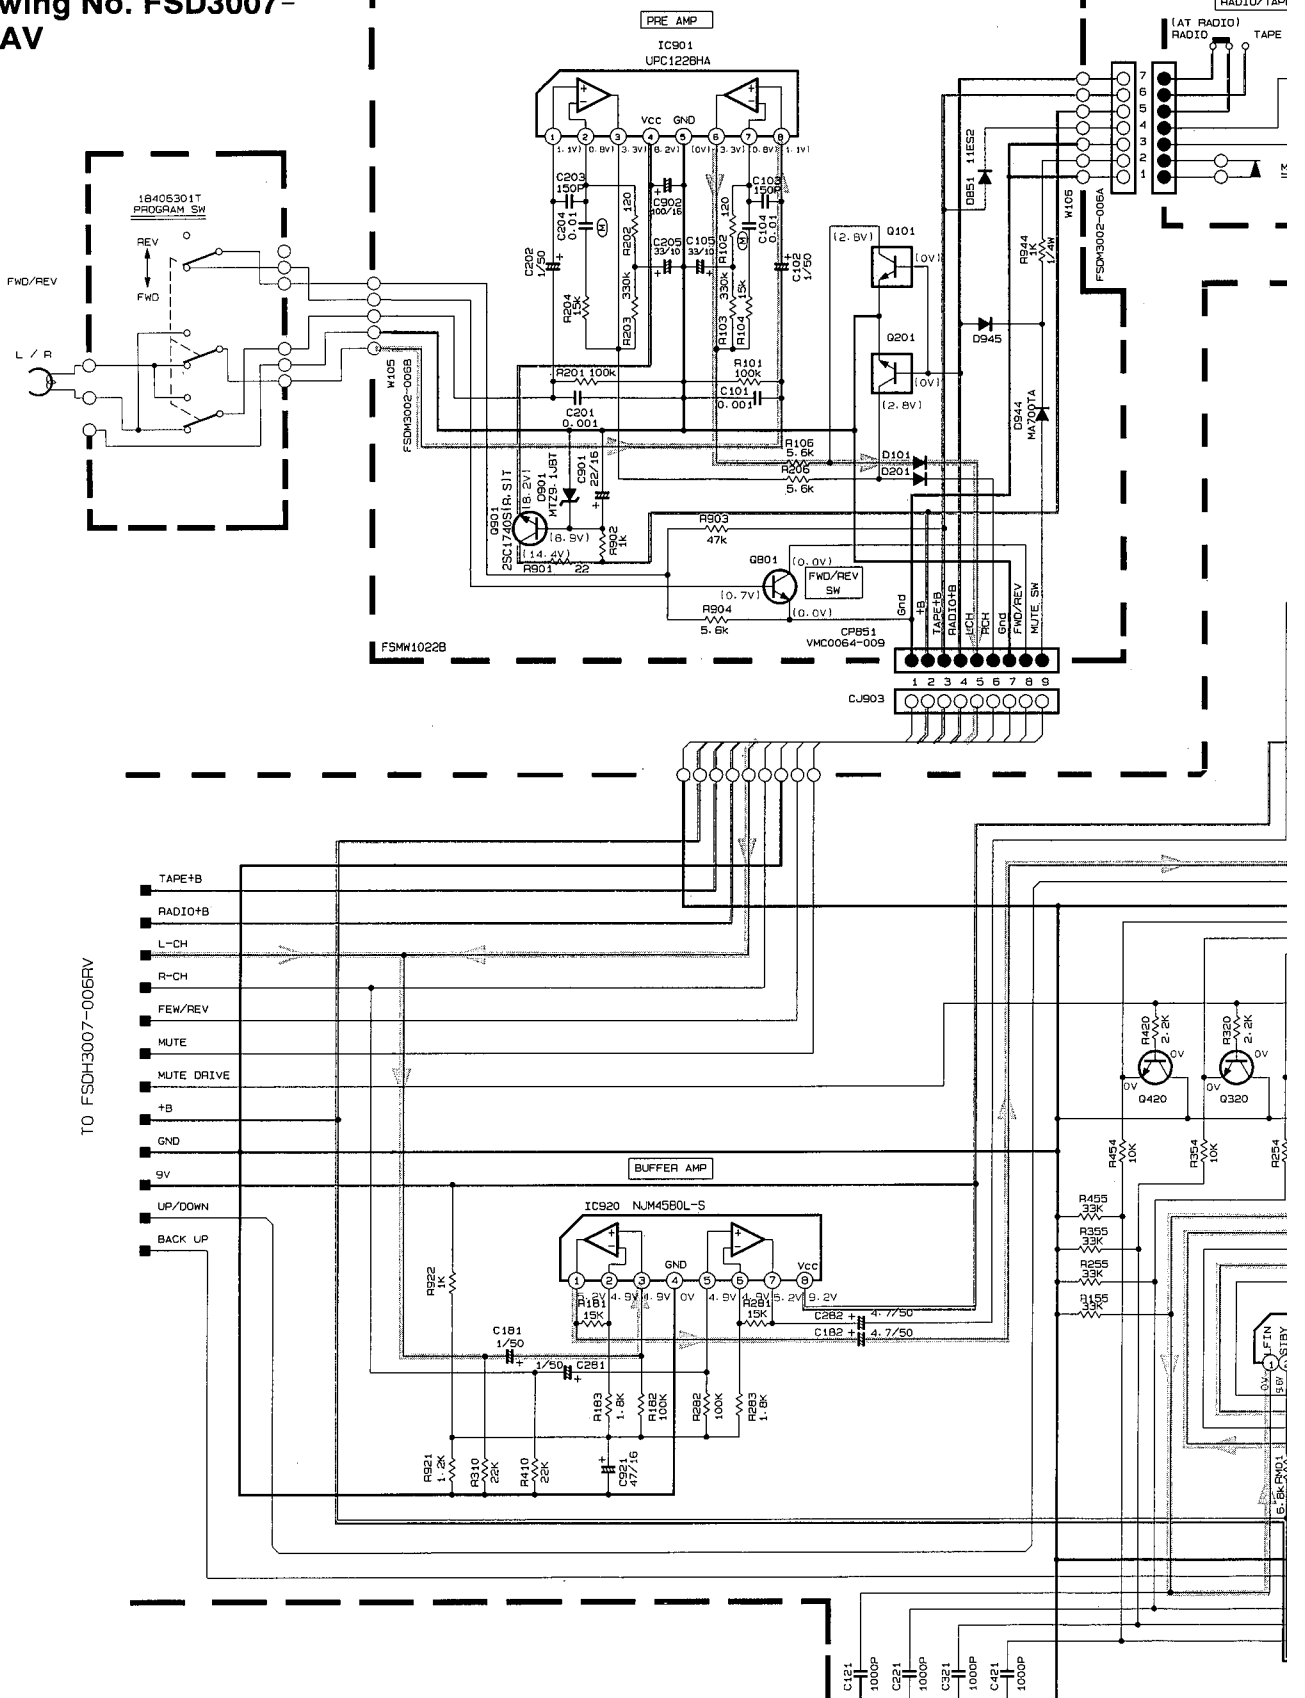 wing No. FSD3007-
AV
PRE AMP
IC901
UPC1228HA
VCC GND
1 2 3 4 5 6 7 8
1.1V) (0.8V) (3.3V) (8.2V) (0V) (3.3V) (0.8V) (1.1V)
RADIO/TAPE
(AT RADIO)
RADIO
TAPE
7
6
5
4
3
2
1
W106
FSDM3002-006A
D851 11ES2
R944
1K
1/4W
18406301T
PROGRAM SW
REV
FWD
FWD/REV
L / R
W105
FSDM3002-006B
C203
150P
C204
0.01
M
C202
1/50
R204
15k
120
R202
330k
R203
C902
100/16
C205
33/10
C105
33/10
120
R102
330k
R103
15k
R104
M
C103
150P
C104
0.01
C102
1/50
R201 100k
C201
0.001
R101
100k
C101
0.001
(2.8V)
Q101
(0V)
Q201
(0V)
(2.8V)
D945
D944
MA700TA
R106
5.6k
R206
5.6k
D101
D201
Q901
2SC1740S(R.S)T
(8.2V)
D901
MTZ9.1JBT
C901
22/16
(8.9V)
(14.4V)
R901 22
R902
1k
R903
47k
Q801
(0.0V)
FWD/REV
SW
(0.7V)
(0.0V)
R904
5.6k
Gnd
+B
TAPE+B
RADIO+B
LCH
RCH
Gnd
FWD/REV
MUTE SW
CP851
VMC0064-009
FSMW1022B
1 2 3 4 5 6 7 8 9
CJ903
TO FSDH3007-006RV
TAPE+B
RADIO+B
L-CH
R-CH
FEW/REV
MUTE
MUTE DRIVE
+B
GND
9V
UP/DOWN
BACK UP
R420
2.2K
0V
0V
Q420
R320
2.2K
0V
0V
Q320
R454
10K
R354
10K
R254
BUFFER AMP
IC920 NJM4580L-S
GND
Vcc
1 2 3 4 5 6 7 8
5.2V 4.9V 4.9V 0V 4.9V 4.9V 5.2V 9.2V
R922
1K
R181
15K
R281
15K
C282 + 4.7/50
C182 + 4.7/50
C181
1/50
1/50 C281
R183
1.8K
R182
100K
R282
100K
R283
1.8K
R921
1.2K
R310
22K
R410
22K
C921
47/16
R455
33K
R355
33K
R255
33K
R155
33K
LFIN
STBY
1
0V
9.6V
6.8K RM01
C121
1000P
C221
1000P
C321
1000P
C421
1000P